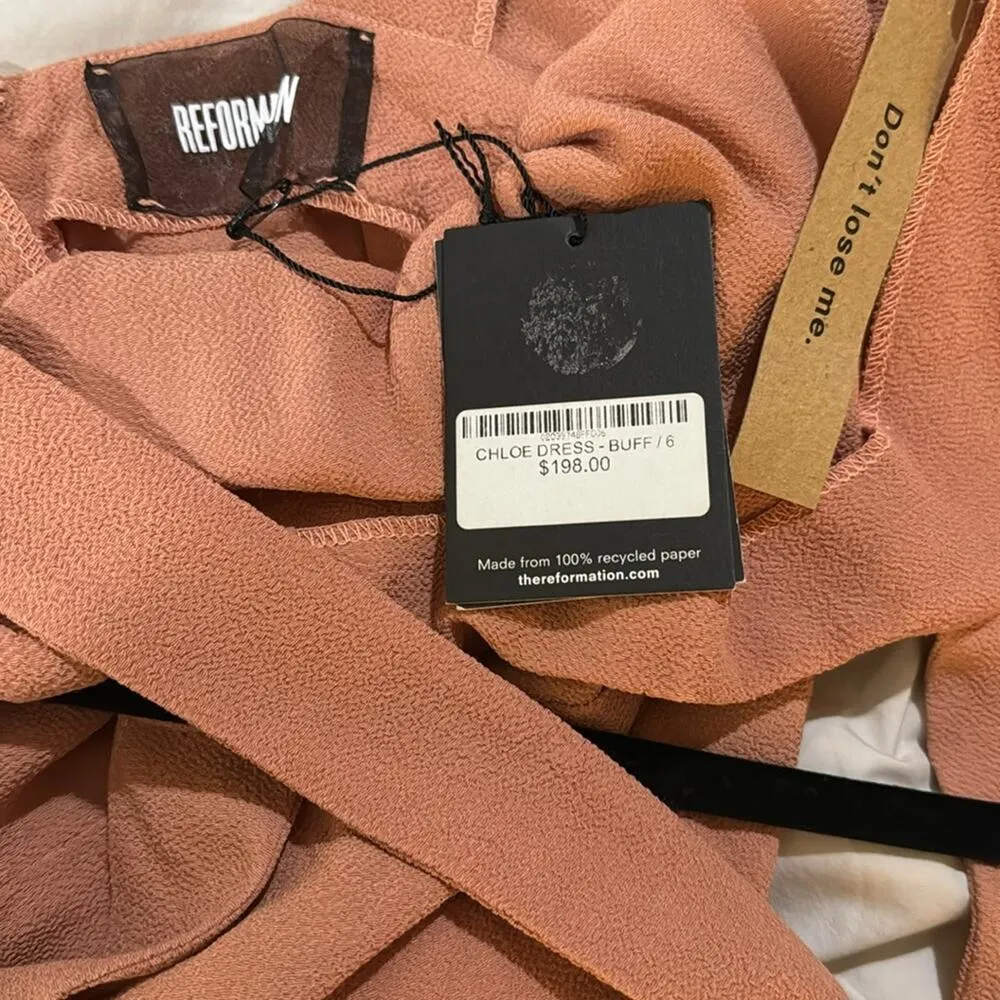 REFORMATION
Don't lose me.
CHLOE DRESS - BUFF / 6
$198.00
Made from 100% recycled paper
thereformation.com